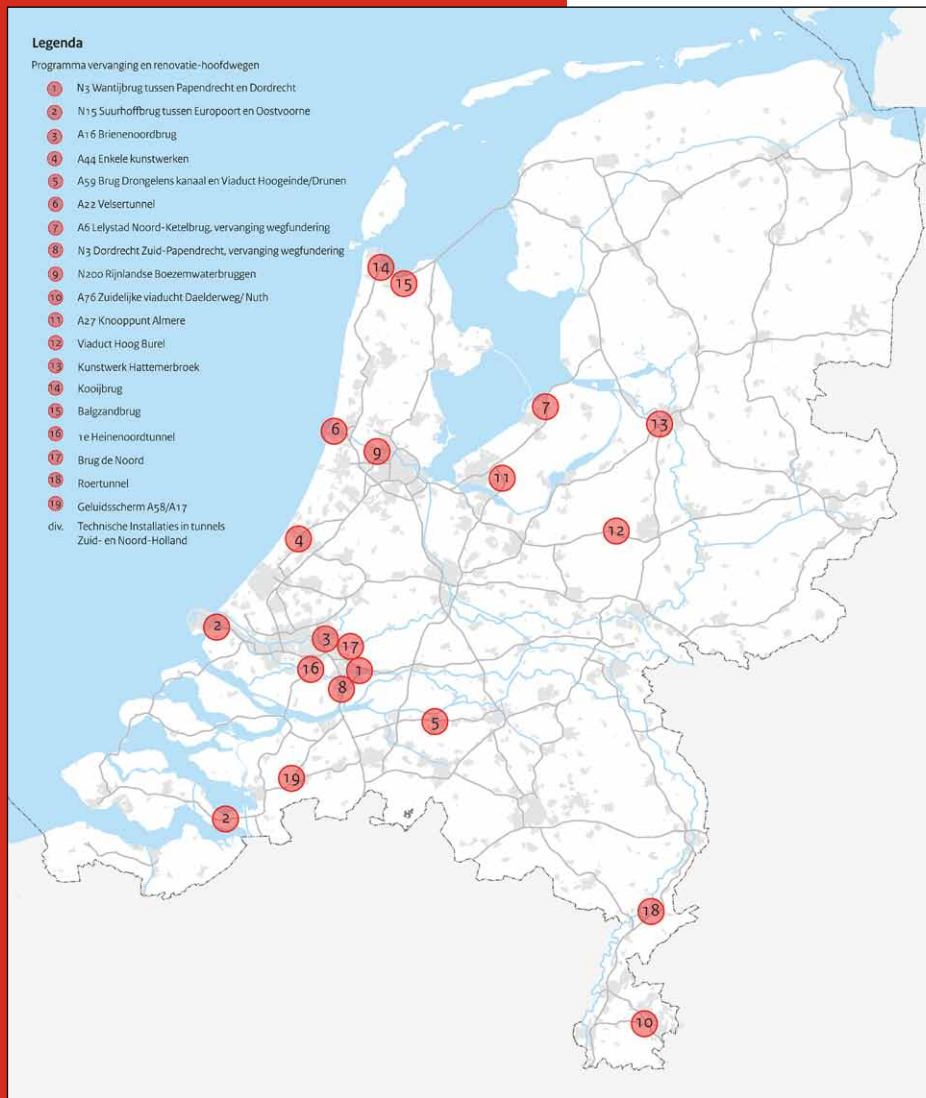 Legenda
Programma vervanging en renovatie-hoofdwegen
1 N3 Wantijbrug tussen Papendrecht en Dordrecht
2 N15 Suurhoffbrug tussen Europoort en Oostvoorne
3 A16 Brienenoordbrug
4 A44 Enkele kunstwerken
5 A59 Brug Drongelens kanaal en Viaduct Hoogeinde/Drunen
6 A22 Velsertunnel
7 A6 Lelystad Noord-Ketelbrug, vervanging wegfundering
8 N3 Dordrecht Zuid-Papendrecht, vervanging wegfundering
9 N200 Rijnlandse Boezemwaterbruggen
10 A76 Zuidelijke viaducht Daelderweg/ Nuth
11 A27 Knooppunt Almere
12 Viaduct Hoog Burel
13 Kunstwerk Hattemerbroek
14 Kooijbrug
15 Balgzandbrug
16 1e Heinenoordtunnel
17 Brug de Noord
18 Roertunnel
19 Geluidsscherm A58/A17
div. Technische Installaties in tunnels
Zuid- en Noord-Holland
14
15
7
13
6
9
11
12
4
2
3
17
16
1
8
5
19
2
18
10